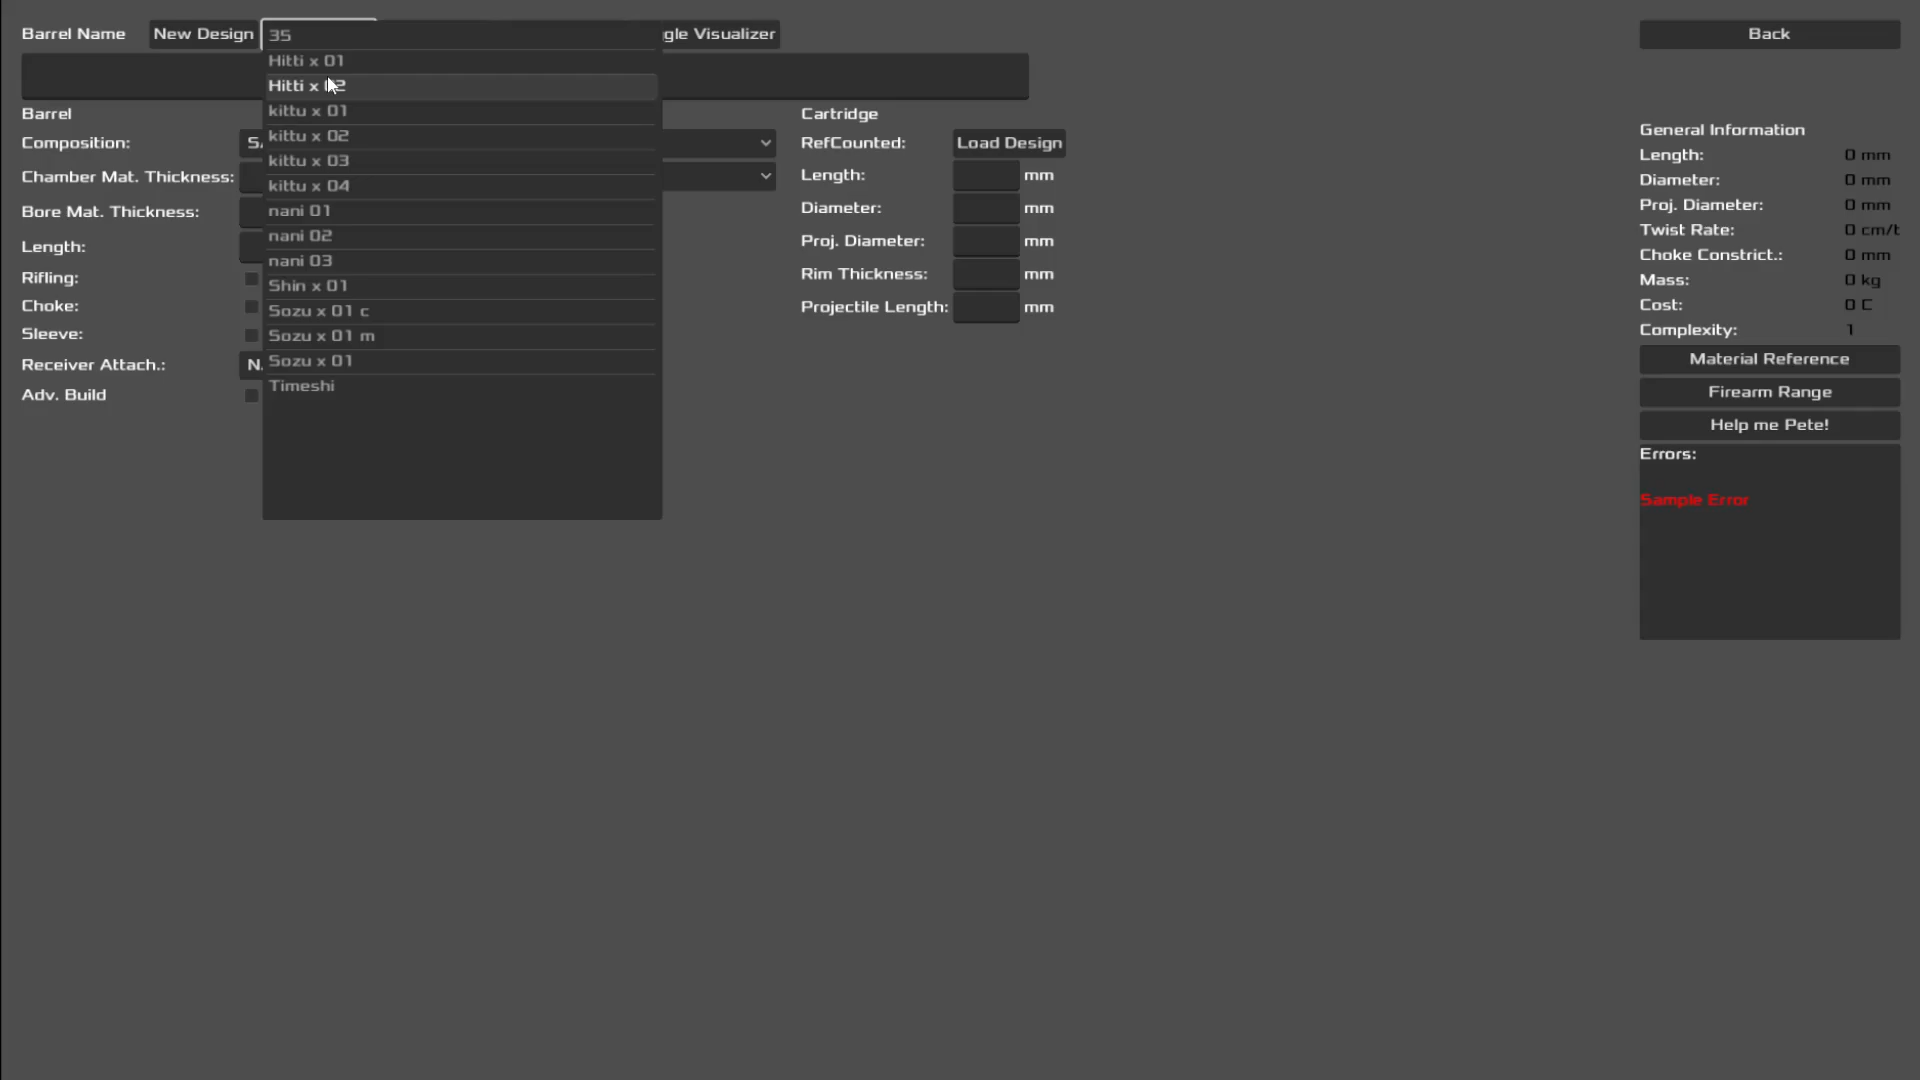 Barrel Name
New Design
gle Visualizer
Back
35
Hitti x 01
Hitti x 02
kittu x 01
kittu x 02
kittu x 03
kittu x 04
nani 01
nani 02
nani 03
Shin x 01
Sozu x 01 c
Sozu x 01 m
Sozu x 01
Timeshi
Barrel
Composition:
Chamber Mat. Thickness:
Bore Mat. Thickness:
Length:
Rifling:
Choke:
Sleeve:
Receiver Attach.:
Adv. Build
Cartridge
RefCounted: Load Design
Length: mm
Diameter: mm
Proj. Diameter: mm
Rim Thickness: mm
Projectile Length: mm
General Information
Length: 0 mm
Diameter: 0 mm
Proj. Diameter: 0 mm
Twist Rate: 0 cm/t
Choke Constrict.: 0 mm
Mass: 0 kg
Cost: 0 C
Complexity: 1
Material Reference
Firearm Range
Help me Pete!
Errors:
Sample Error